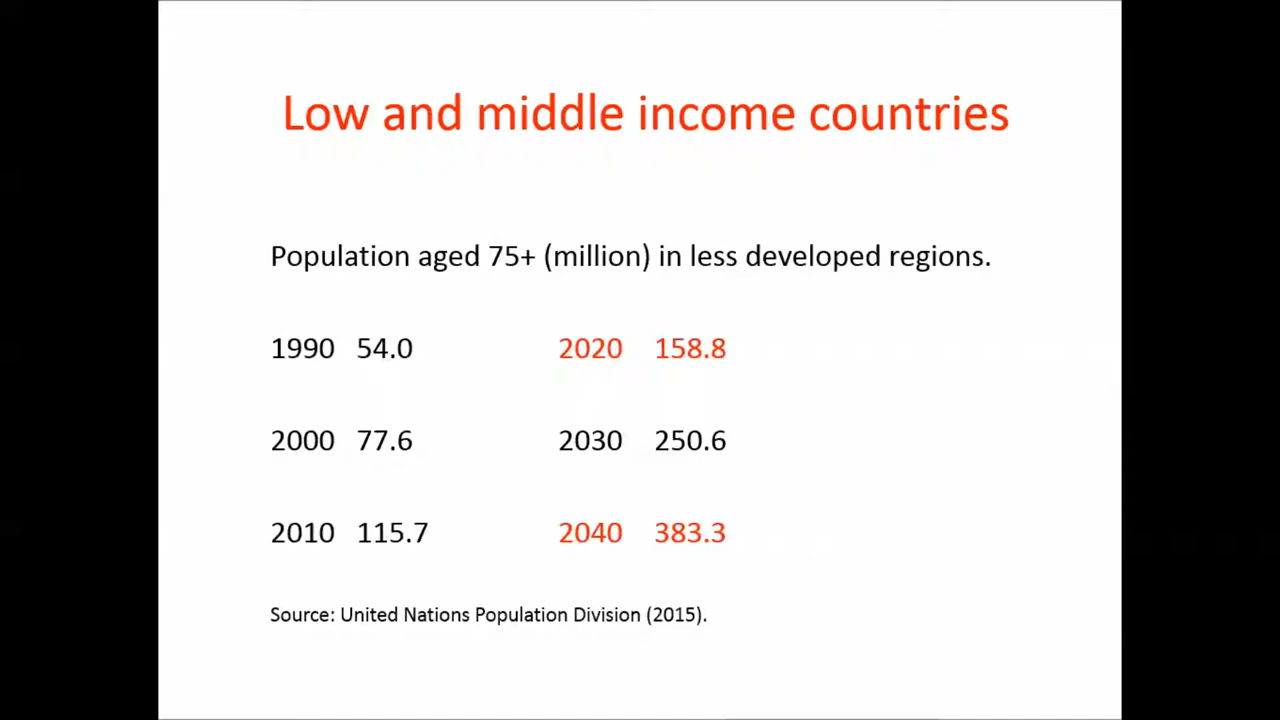 Low and middle income countries
Population aged 75+ (million) in less developed regions.
1990 54.0 2020 158.8
2000 77.6 2030 250.6
2010 115.7 2040 383.3
Source: United Nations Population Division (2015).